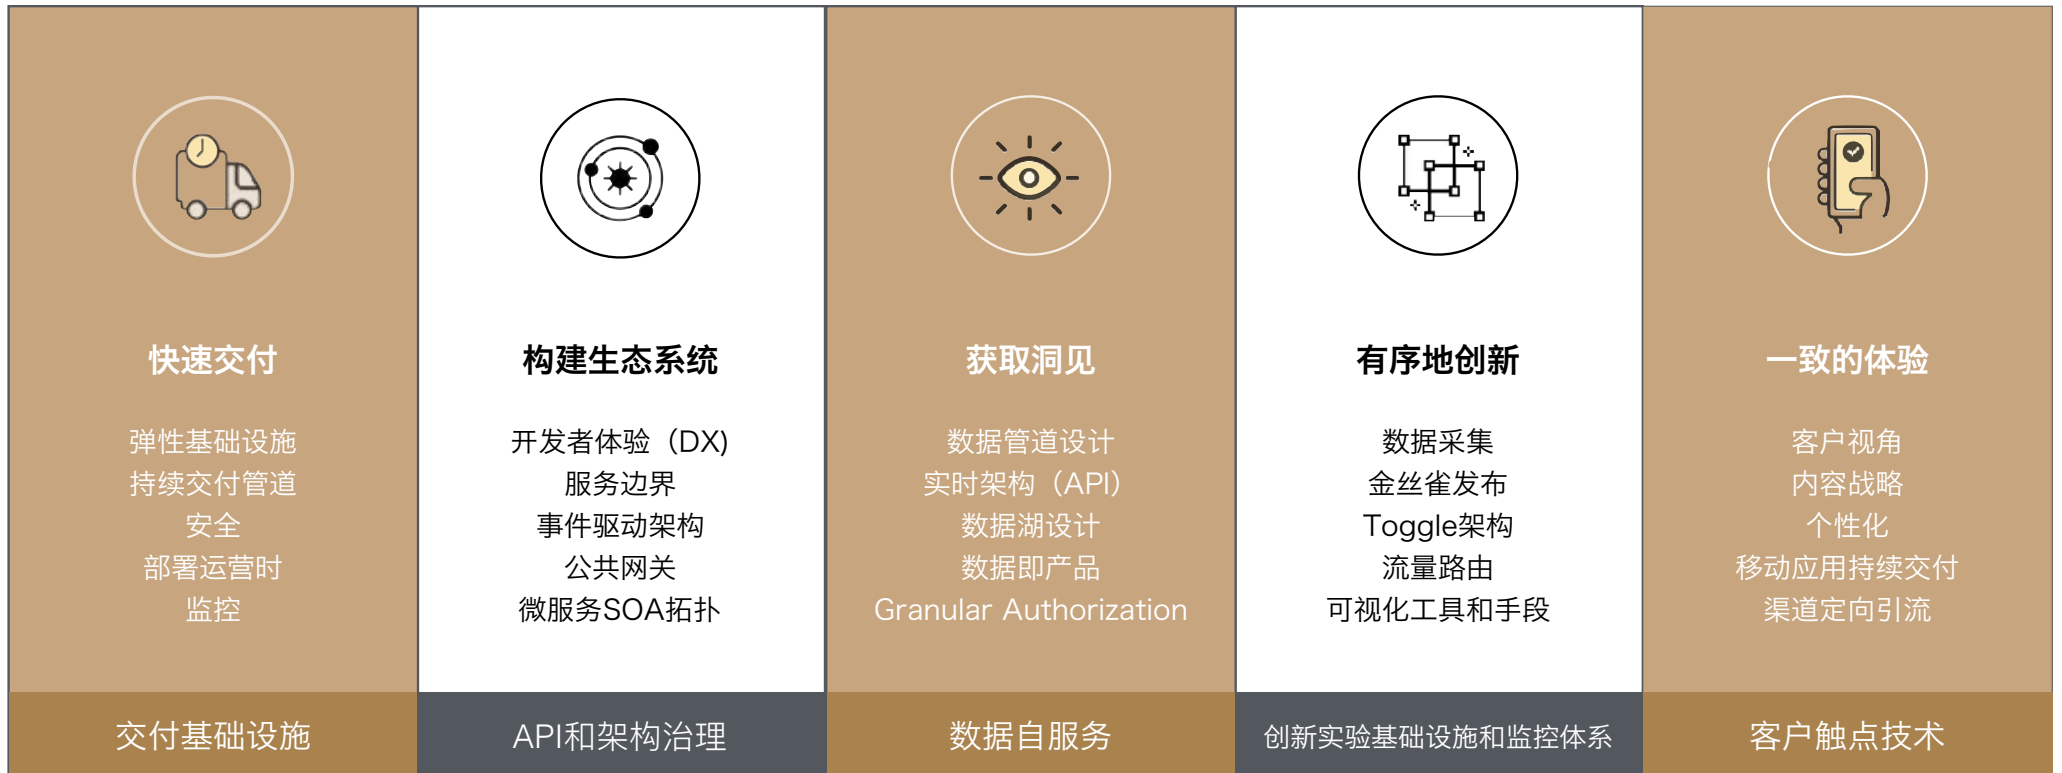 快速交付
弹性基础设施
持续交付管道
安全
部署运营时
监控
交付基础设施
构建生态系统
开发者体验（DX)
服务边界
事件驱动架构
公共网关
微服务SOA拓扑
API和架构治理
获取洞见
数据管道设计
实时架构（API）
数据湖设计
数据即产品
Granular Authorization
数据自服务
有序地创新
数据采集
金丝雀发布
Toggle架构
流量路由
可视化工具和手段
创新实验基础设施和监控体系
一致的体验
客户视角
内容战略
个性化
移动应用持续交付
渠道定向引流
客户触点技术